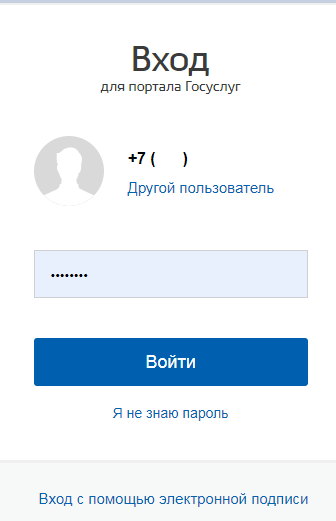 Вход
для портала Госуслуг
+7 ( )
Другой пользователь
••••••••
Войти
Я не знаю пароль
Вход с помощью электронной подписи